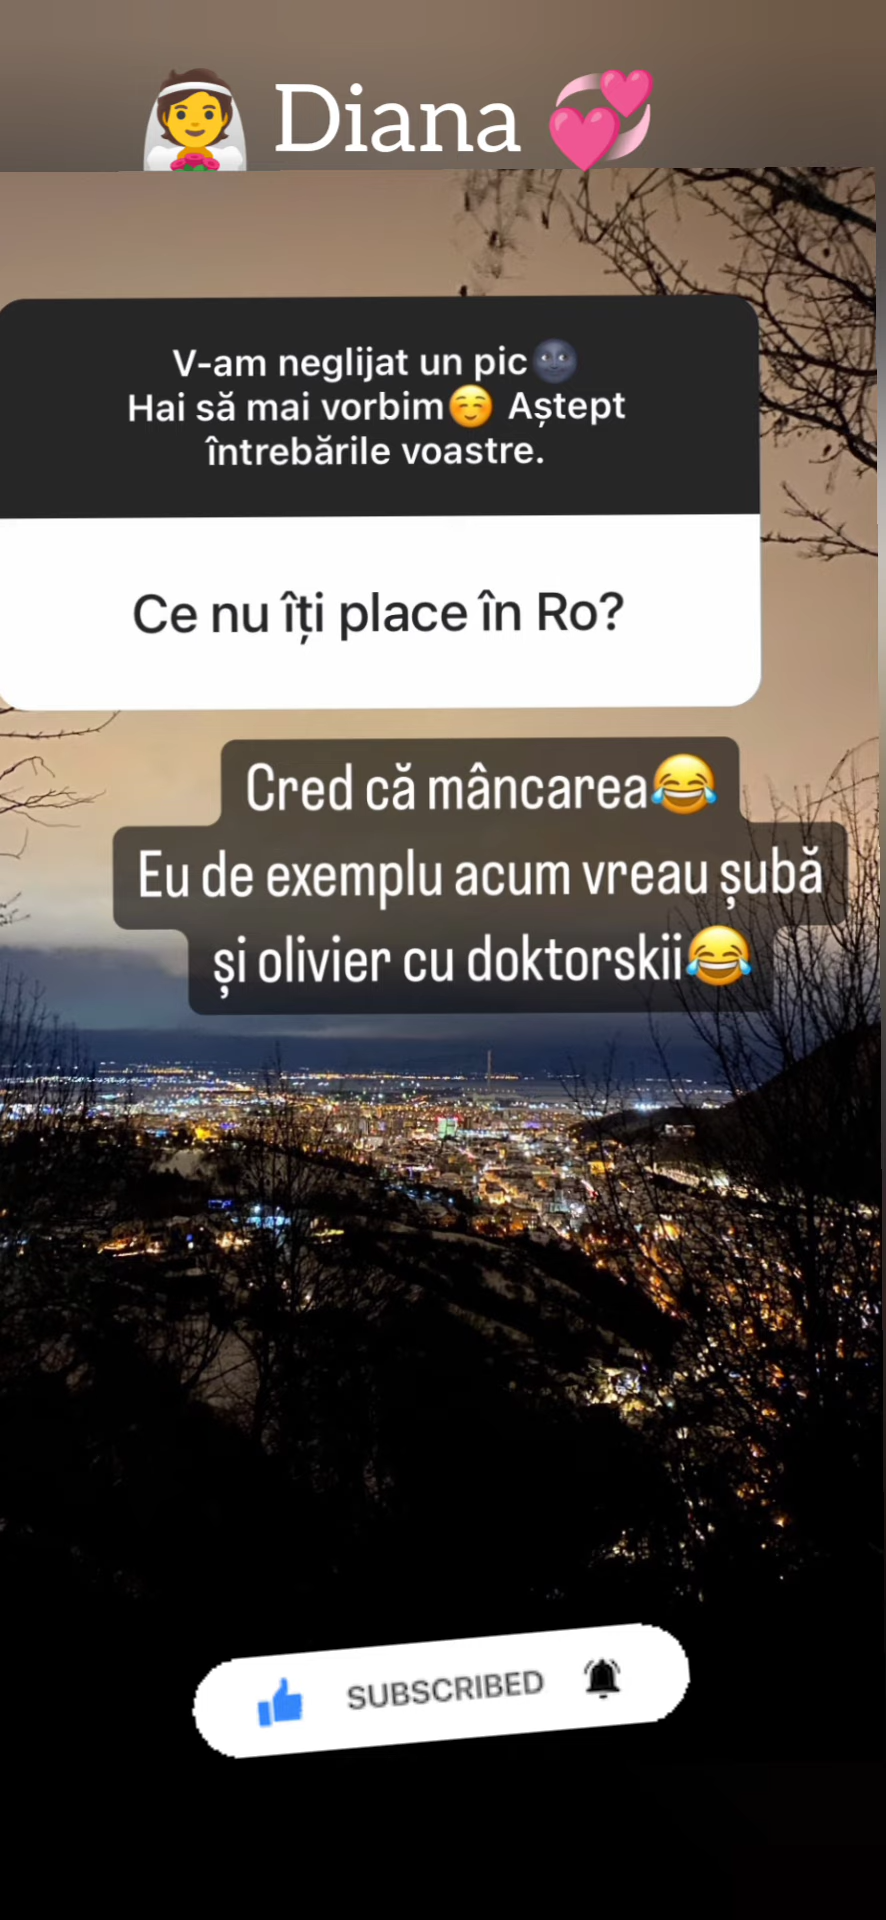 👰 Diana 💞
V-am neglijat un pic🌚
Hai să mai vorbim☺️ Aștept
întrebările voastre.
Ce nu îți place în Ro?
Cred că mâncarea😂
Eu de exemplu acum vreau șubă
și olivier cu doktorskii😂
SUBSCRIBED